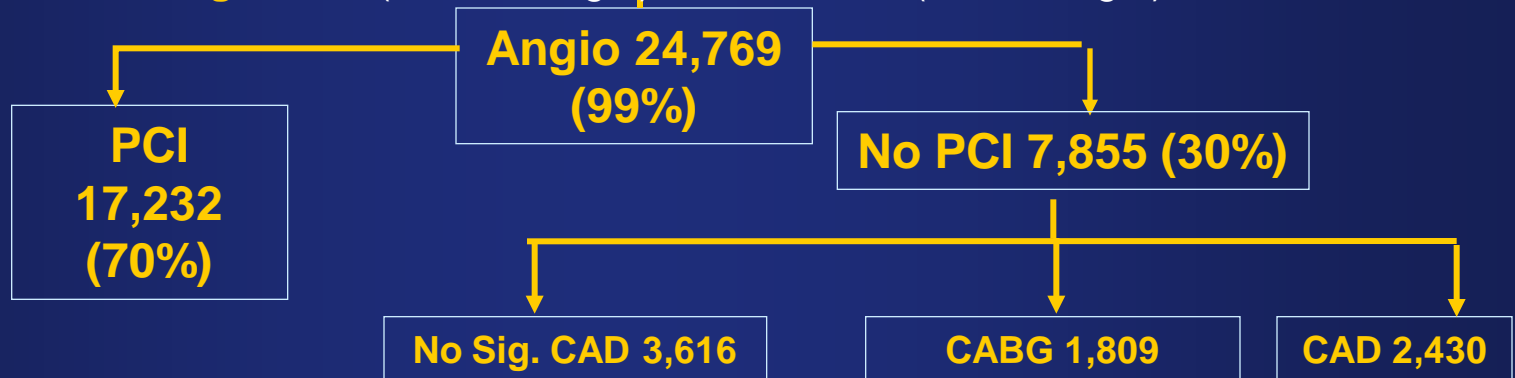 Angio 24,769
(99%)
PCI
17,232
(70%)
No PCI 7,855 (30%)
No Sig. CAD 3,616
CABG 1,809
CAD 2,430